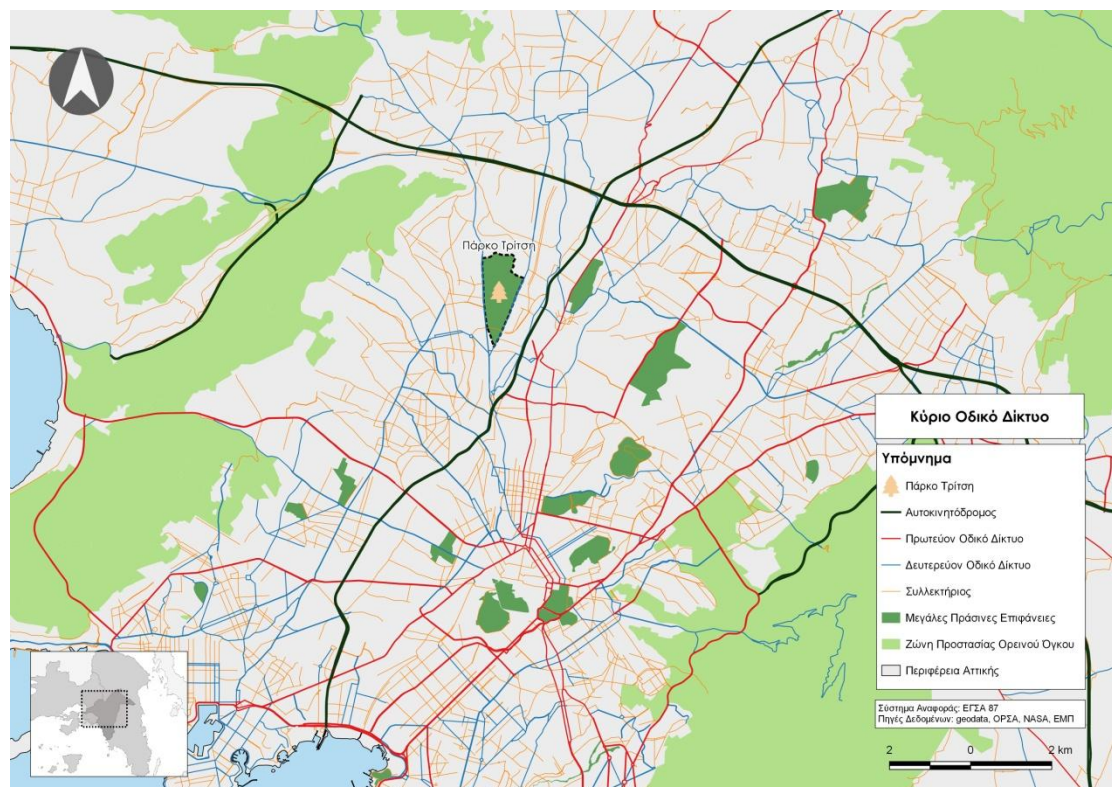 Πάρκο Τρίτση
Κύριο Οδικό Δίκτυο
Υπόμνημα
Πάρκο Τρίτση
Αυτοκινητόδρομος
Πρωτεύον Οδικό Δίκτυο
Δευτερεύον Οδικό Δίκτυο
Συλλεκτήριος
Μεγάλες Πράσινες Επιφάνειες
Ζώνη Προστασίας Ορεινού Όγκου
Περιφέρεια Αττικής
Σύστημα Αναφοράς: ΕΓΣΑ 87
Πηγές Δεδομένων: geodata, ΟΡΣΑ, NASA, ΕΜΠ
2 0 2 km